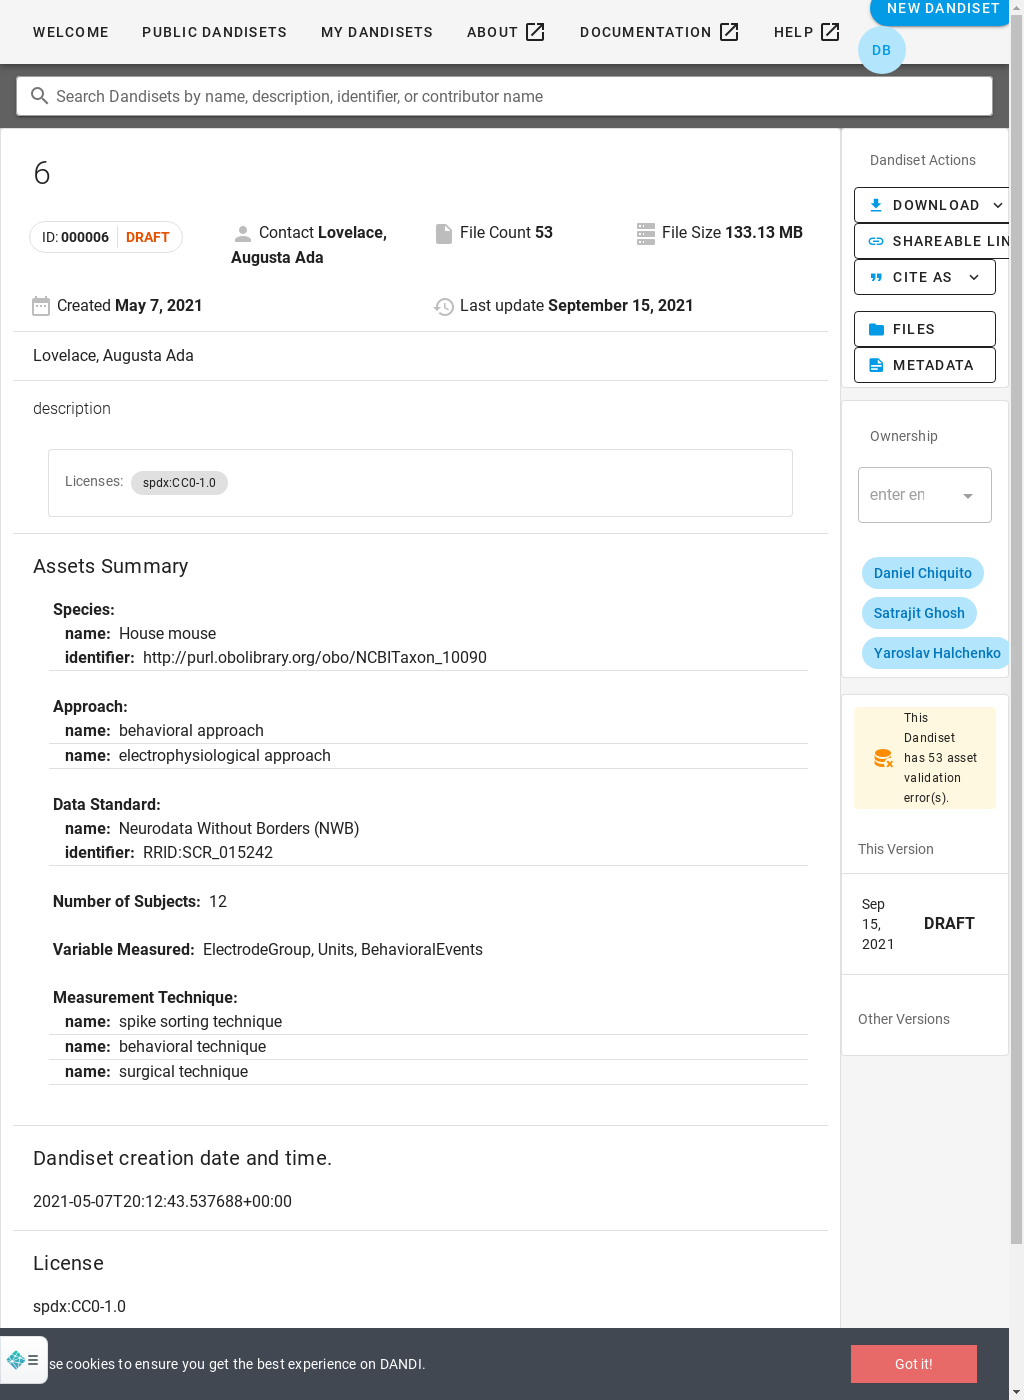 NEW DANDISET
WELCOME PUBLIC DANDISETS MY DANDISETS ABOUT DOCUMENTATION HELP
DB
Search Dandisets by name, description, identifier, or contributor name
6
ID: 000006 DRAFT
Contact Lovelace, Augusta Ada
File Count 53
File Size 133.13 MB
Created May 7, 2021
Last update September 15, 2021
Lovelace, Augusta Ada
description
Licenses: spdx:CC0-1.0
Assets Summary
Species:
name: House mouse
identifier: http://purl.obolibrary.org/obo/NCBITaxon_10090
Approach:
name: behavioral approach
name: electrophysiological approach
Data Standard:
name: Neurodata Without Borders (NWB)
identifier: RRID:SCR_015242
Number of Subjects: 12
Variable Measured: ElectrodeGroup, Units, BehavioralEvents
Measurement Technique:
name: spike sorting technique
name: behavioral technique
name: surgical technique
Dandiset creation date and time.
2021-05-07T20:12:43.537688+00:00
License
spdx:CC0-1.0
Dandiset Actions
DOWNLOAD
SHAREABLE LIN
CITE AS
FILES
METADATA
Ownership
enter en
Daniel Chiquito
Satrajit Ghosh
Yaroslav Halchenko
This
Dandiset
has 53 asset
validation
error(s).
This Version
Sep
15,
2021
DRAFT
Other Versions
se cookies to ensure you get the best experience on DANDI.
Got it!